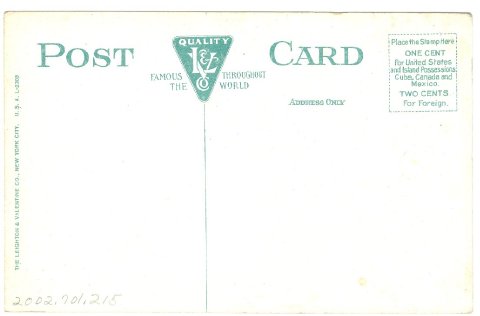 POST CARD
QUALITY
L&V Co
FAMOUS THROUGHOUT
THE WORLD
ADDRESS ONLY
Place the Stamp Here
ONE CENT
for United States
and Island Possessions,
Cuba, Canada and
Mexico.
TWO CENTS
For Foreign.
THE LEIGHTON & VALENTINE CO., NEW YORK CITY. U.S.A.
2002.701.215